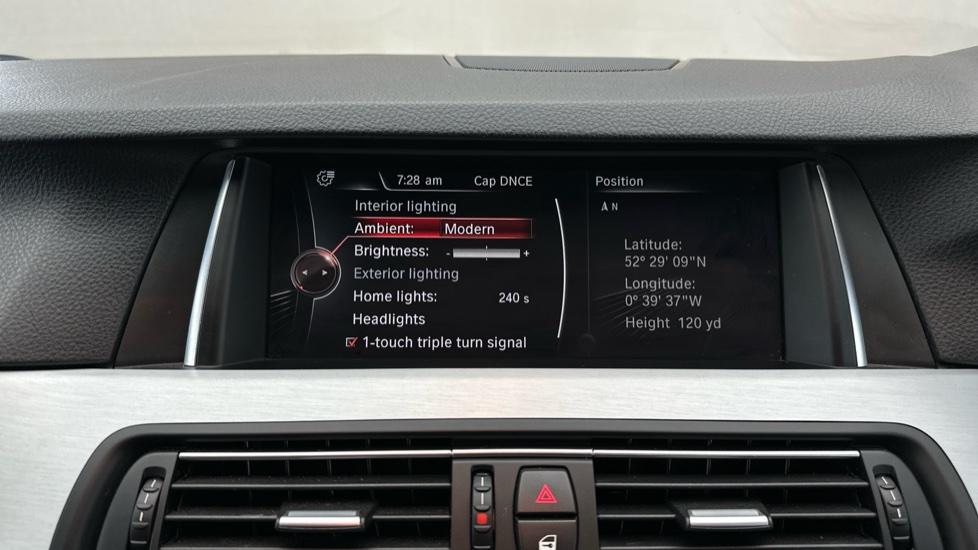 7:28 am Cap DNCE
Interior lighting
Ambient: Modern
Brightness: - +
Exterior lighting
Home lights: 240 s
Headlights
1-touch triple turn signal
Position
N
Latitude:
52° 29' 09"N
Longitude:
0° 39' 37"W
Height 120 yd